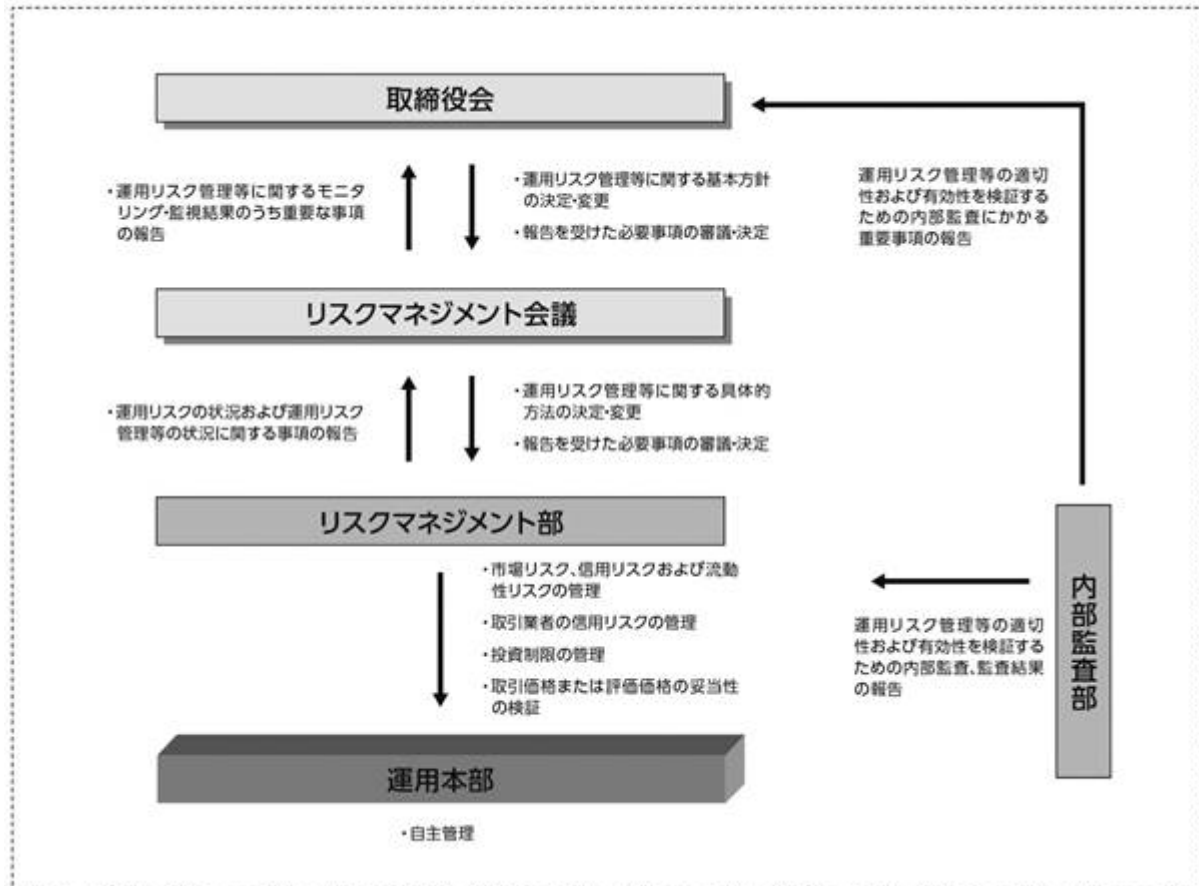 取締役会
・運用リスク管理等に関するモニタ
リング・監視結果のうち重要な事項
の報告
・運用リスク管理等に関する基本方針
の決定・変更
・報告を受けた必要事項の審議・決定
運用リスク管理等の適切
性および有効性を検証する
ための内部監査にかかる
重要事項の報告
リスクマネジメント会議
・運用リスクの状況および運用リスク
管理等の状況に関する事項の報告
・運用リスク管理等に関する具体的
方法の決定・変更
・報告を受けた必要事項の審議・決定
リスクマネジメント部
・市場リスク、信用リスクおよび流動
性リスクの管理
・取引業者の信用リスクの管理
・投資制限の管理
・取引価格または評価価格の妥当性
の検証
運用リスク管理等の適切
性および有効性を検証する
ための内部監査、監査結果
の報告
内部監査部
運用本部
・自主管理